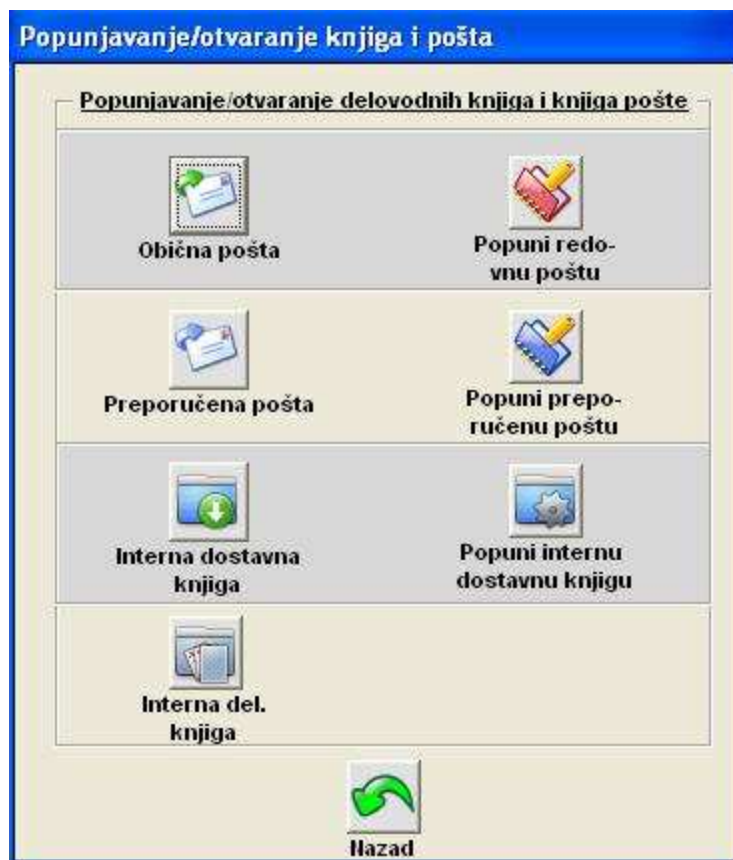 Popunjavanje/otvaranje knjiga i pošta
Popunjavanje/otvaranje delovodnih knjiga i knjiga pošte
Obična pošta
Popuni redo-
vnu poštu
Preporučena pošta
Popuni prepo-
ručenu poštu
Interna dostavna
knjiga
Popuni internu
dostavnu knjigu
Interna del.
knjiga
Nazad